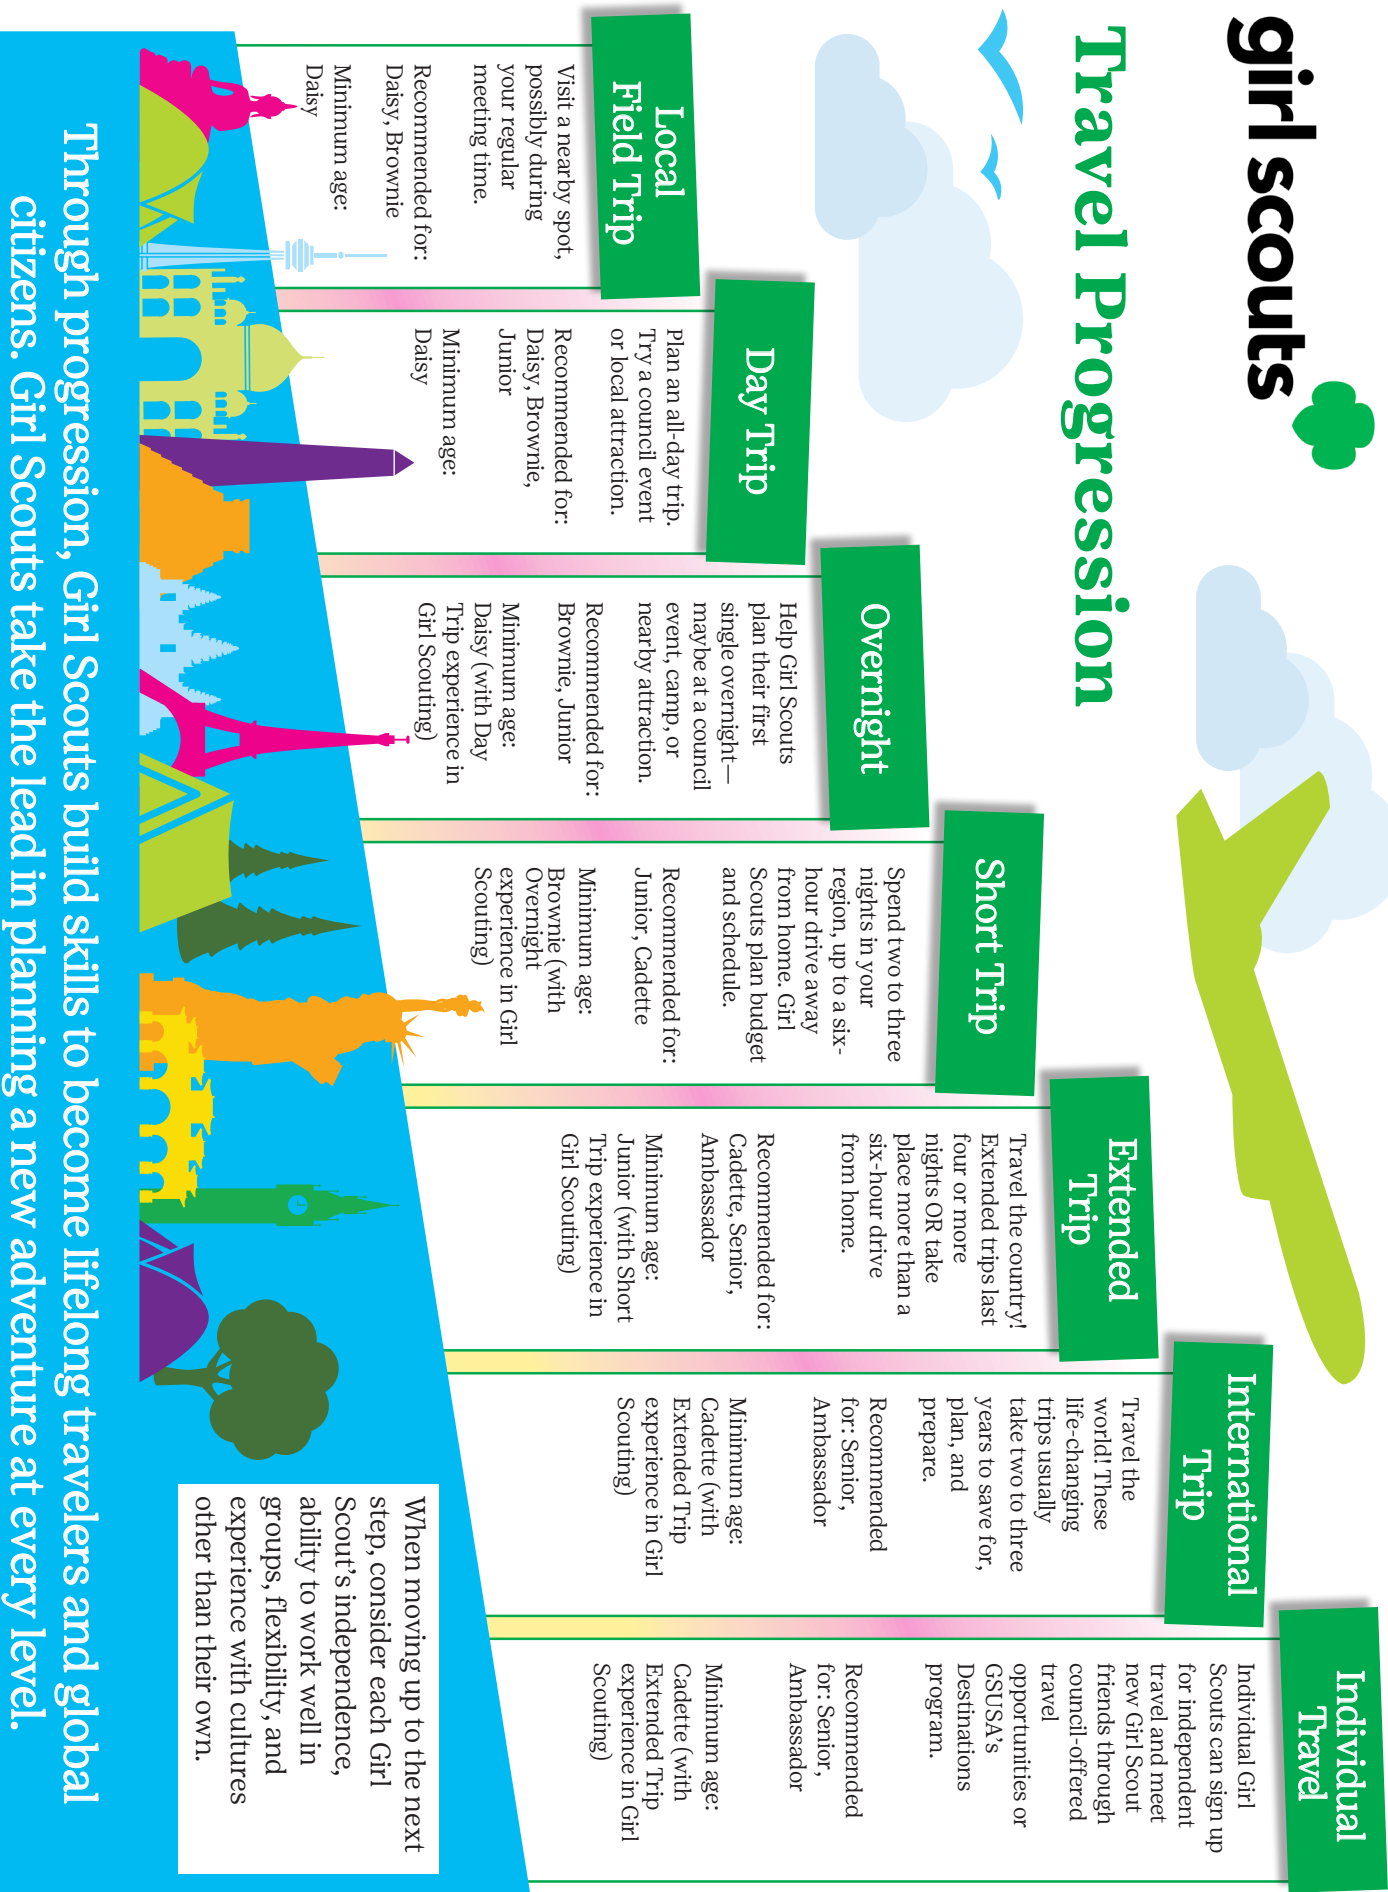 girl scouts
Travel Progression
Local
Field Trip
Visit a nearby spot,
possibly during
your regular
meeting time.
Recommended for:
Daisy, Brownie
Minimum age:
Daisy
Day Trip
Plan an all-day trip.
Try a council event
or local attraction.
Recommended for:
Daisy, Brownie,
Junior
Minimum age:
Daisy
Overnight
Help Girl Scouts
plan their first
single overnight—
maybe at a council
event, camp, or
nearby attraction.
Recommended for:
Brownie, Junior
Minimum age:
Daisy (with Day
Trip experience in
Girl Scouting)
Short Trip
Spend two to three
nights in your
region, up to a six-
hour drive away
from home. Girl
Scouts plan budget
and schedule.
Recommended for:
Junior, Cadette
Minimum age:
Brownie (with
Overnight
experience in Girl
Scouting)
Extended
Trip
Travel the country!
Extended trips last
four or more
nights OR take
place more than a
six-hour drive
from home.
Recommended for:
Cadette, Senior,
Ambassador
Minimum age:
Junior (with Short
Trip experience in
Girl Scouting)
International
Trip
Travel the
world! These
life-changing
trips usually
take two to three
years to save for,
plan, and
prepare.
Recommended
for: Senior,
Ambassador
Minimum age:
Cadette (with
Extended Trip
experience in Girl
Scouting)
Individual
Travel
Individual Girl
Scouts can sign up
for independent
travel and meet
new Girl Scout
friends through
council-offered
travel
opportunities or
GSUSA's
Destinations
program.
Recommended
for: Senior,
Ambassador
Minimum age:
Cadette (with
Extended Trip
experience in Girl
Scouting)
When moving up to the next
step, consider each Girl
Scout's independence,
ability to work well in
groups, flexibility, and
experience with cultures
other than their own.
Through progression, Girl Scouts build skills to become lifelong travelers and global
citizens. Girl Scouts take the lead in planning a new adventure at every level.